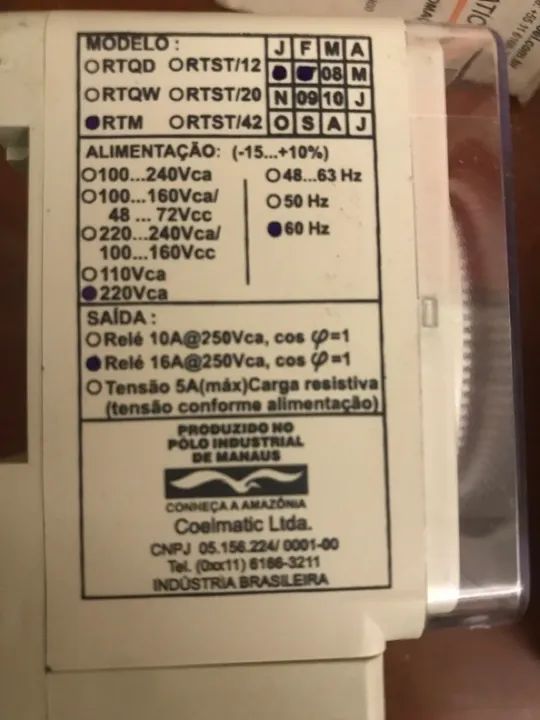 MODELO : J F M A
RTQD RTST/12 08 M
RTQW RTST/20 N 09 10 J
RTM RTST/42 O S A J
ALIMENTAÇÃO: (-15...+10%)
100...240Vca 48...63 Hz
100...160Vca/ 50 Hz
48 ... 72Vcc
220...240Vca/ 60 Hz
100...160Vcc
110Vca
220Vca
SAÍDA :
Relé 10A@250Vca, cos φ=1
Relé 16A@250Vca, cos φ=1
Tensão 5A(máx)Carga resistiva
(tensão conforme alimentação)
PRODUZIDO NO
PÓLO INDUSTRIAL
DE MANAUS
CONHEÇA A AMAZÔNIA
Coelmatic Ltda.
CNPJ 05.156.224/ 0001-00
Tel. (0xx11) 6166-3211
INDÚSTRIA BRASILEIRA